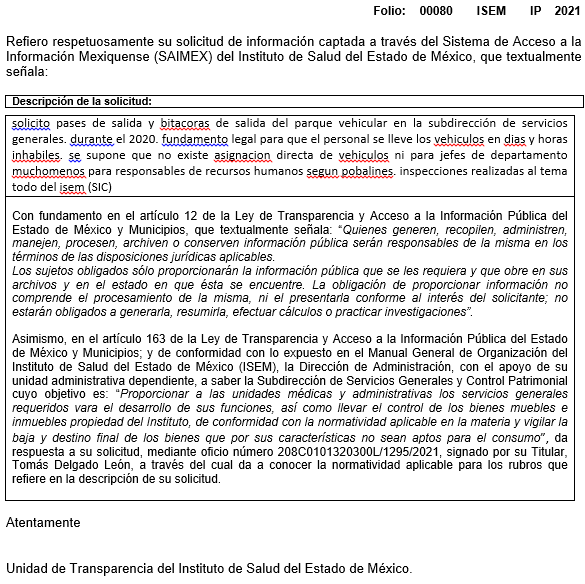 Folio: 00080 ISEM IP 2021
Refiero respetuosamente su solicitud de información captada a través del Sistema de Acceso a la
Información Mexiquense (SAIMEX) del Instituto de Salud del Estado de México, que textualmente
señala:
Descripción de la solicitud:
solicito pases de salida y bitacoras de salida del parque vehicular en la subdirección de servicios
generales. durante el 2020. fundamento legal para que el personal se lleve los vehiculos en dias y horas
inhabiles. se supone que no existe asignacion directa de vehiculos ni para jefes de departamento
muchomenos para responsables de recursos humanos segun pobalines. inspecciones realizadas al tema
todo del isem (SIC)
Con fundamento en el artículo 12 de la Ley de Transparencia y Acceso a la Información Pública del
Estado de México y Municipios, que textualmente señala: “Quienes generen, recopilen, administren,
manejen, procesen, archiven o conserven información pública serán responsables de la misma en los
términos de las disposiciones jurídicas aplicables.
Los sujetos obligados sólo proporcionarán la información pública que se les requiera y que obre en sus
archivos y en el estado en que ésta se encuentre. La obligación de proporcionar información no
comprende el procesamiento de la misma, ni el presentarla conforme al interés del solicitante; no
estarán obligados a generarla, resumirla, efectuar cálculos o practicar investigaciones”.
Asimismo, en el artículo 163 de la Ley de Transparencia y Acceso a la Información Pública del Estado
de México y Municipios; y de conformidad con lo expuesto en el Manual General de Organización del
Instituto de Salud del Estado de México (ISEM), la Dirección de Administración, con el apoyo de su
unidad administrativa dependiente, a saber la Subdirección de Servicios Generales y Control Patrimonial
cuyo objetivo es: “Proporcionar a las unidades médicas y administrativas los servicios generales
requeridos vara el desarrollo de sus funciones, así como llevar el control de los bienes muebles e
inmuebles propiedad del Instituto, de conformidad con la normatividad aplicable en la materia y vigilar la
baja y destino final de los bienes que por sus características no sean aptos para el consumo”, da
respuesta a su solicitud, mediante oficio número 208C0101320300L/1295/2021, signado por su Titular,
Tomás Delgado León, a través del cual da a conocer la normatividad aplicable para los rubros que
refiere en la descripción de su solicitud.
Atentamente
Unidad de Transparencia del Instituto de Salud del Estado de México.